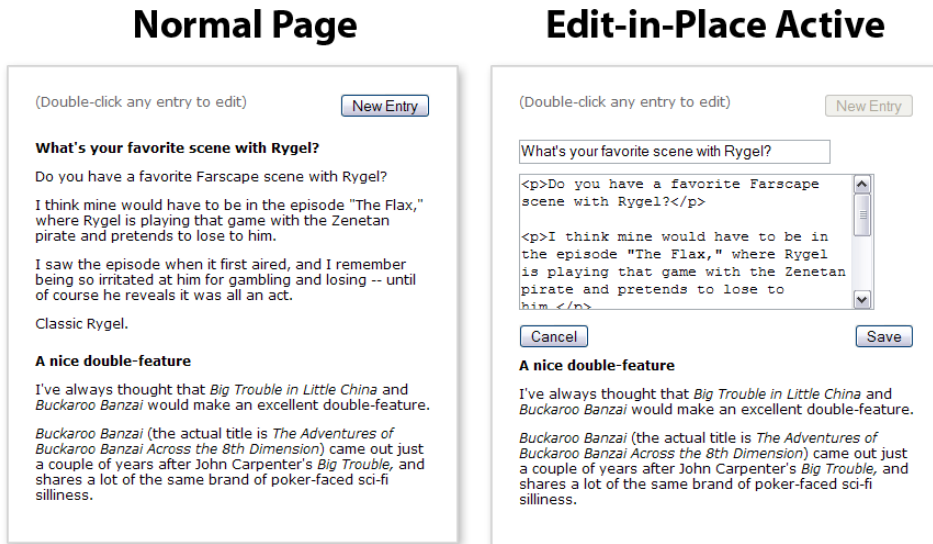 Normal Page
(Double-click any entry to edit)
New Entry
What's your favorite scene with Rygel?
Do you have a favorite Farscape scene with Rygel?
I think mine would have to be in the episode "The Flax,"
where Rygel is playing that game with the Zenetan
pirate and pretends to lose to him.
I saw the episode when it first aired, and I remember
being so irritated at him for gambling and losing -- until
of course he reveals it was all an act.
Classic Rygel.
A nice double-feature
I've always thought that Big Trouble in Little China and
Buckaroo Banzai would make an excellent double-feature.
Buckaroo Banzai (the actual title is The Adventures of
Buckaroo Banzai Across the 8th Dimension) came out just
a couple of years after John Carpenter's Big Trouble, and
shares a lot of the same brand of poker-faced sci-fi
silliness.
Edit-in-Place Active
(Double-click any entry to edit)
New Entry
What's your favorite scene with Rygel?
<p>Do you have a favorite Farscape
scene with Rygel?</p>
<p>I think mine would have to be in
the episode "The Flax," where Rygel
is playing that game with the Zenetan
pirate and pretends to lose to
him.</p>
Cancel
Save
A nice double-feature
I've always thought that Big Trouble in Little China and
Buckaroo Banzai would make an excellent double-feature.
Buckaroo Banzai (the actual title is The Adventures of
Buckaroo Banzai Across the 8th Dimension) came out just
a couple of years after John Carpenter's Big Trouble, and
shares a lot of the same brand of poker-faced sci-fi
silliness.